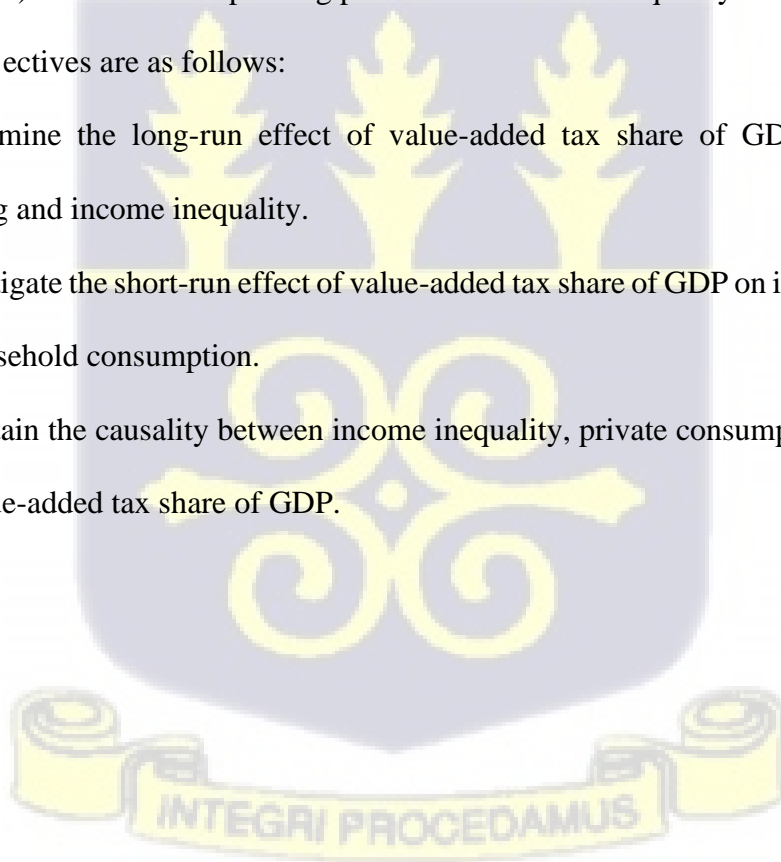 ectives are as follows:
mine the long-run effect of value-added tax share of GD
g and income inequality.
tigate the short-run effect of value-added tax share of GDP on i
sehold consumption.
tain the causality between income inequality, private consump
e-added tax share of GDP.
INTEGRI PROCEDAMUS